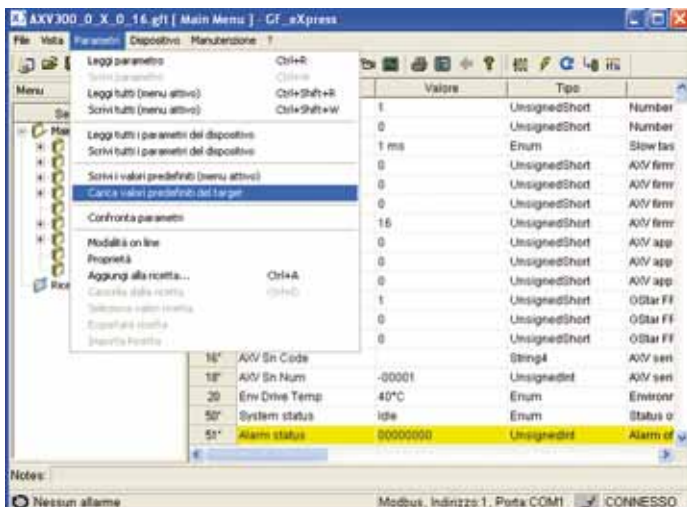 AXV300_0_X_0_16.gft [ Main Menu ] - GF_eXpress
File Vista Parametri Dispositivo Manutenzione ?
Menu
Valore Tipo
Leggi parametro Ctrl+R
Scrivi parametro
Leggi tutti (menu attivo) Ctrl+Shift+R
Scrivi tutti (menu attivo) Ctrl+Shift+W
Leggi tutti i parametri del dispositivo
Scrivi tutti i parametri del dispositivo
Scrivi i valori predefiniti (menu attivo)
Carica valori predefiniti del target
Confronta parametri
Modalità on line
Proprietà
Aggiungi alla ricetta... Ctrl+A
Cancella dalla ricetta
Seleziona valori ricetta
Esportare ricetta
Importa Ricetta
1 UnsignedShort Number
0 UnsignedShort Number
1 ms Enum Slow tas
0 UnsignedShort AXV firm
0 UnsignedShort AXV firm
0 UnsignedShort AXV firm
16 UnsignedShort AXV firm
0 UnsignedShort AXV app
0 UnsignedShort AXV app
0 UnsignedShort AXV app
1 UnsignedShort GStar FF
0 UnsignedShort GStar FF
0 UnsignedShort GStar FF
16* AXV Sn Code String4 AXV seri
18* AXV Sn Num -00001 UnsignedInt AXV seri
20 Env Drive Temp 40°C Enum Environr
50* System status Idle Enum Status o
51* Alarm status 00000000 UnsignedInt Alarm of
Notes:
Nessun allarme Modbus, Indirizzo 1, Porta COM1 CONNESSO